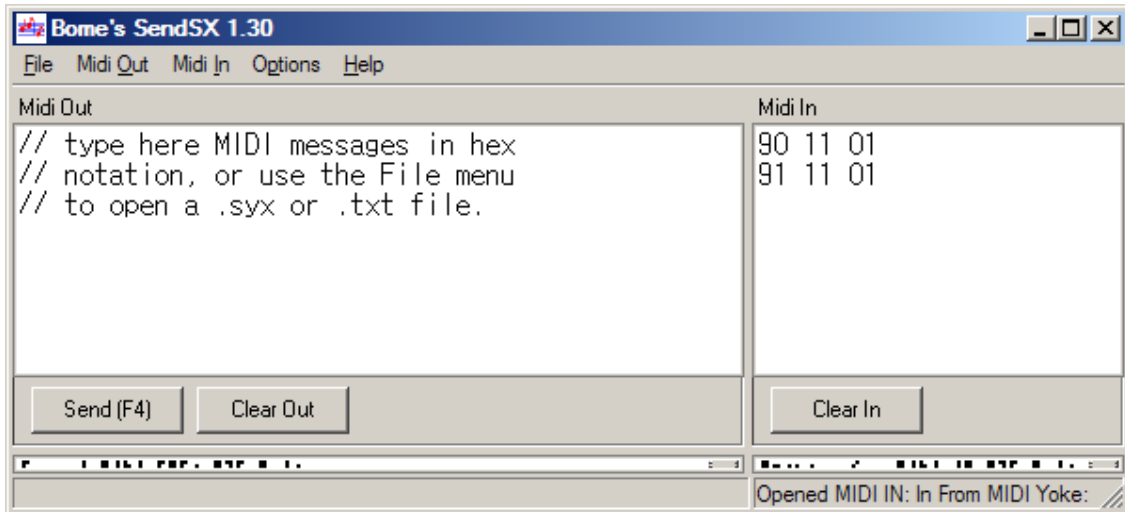 Bome's SendSX 1.30
File Midi Out Midi In Options Help
Midi Out
// type here MIDI messages in hex
// notation, or use the File menu
// to open a .syx or .txt file.
Send (F4) Clear Out
Midi In
90 11 01
91 11 01
Clear In
Opened MIDI IN: In From MIDI Yoke: